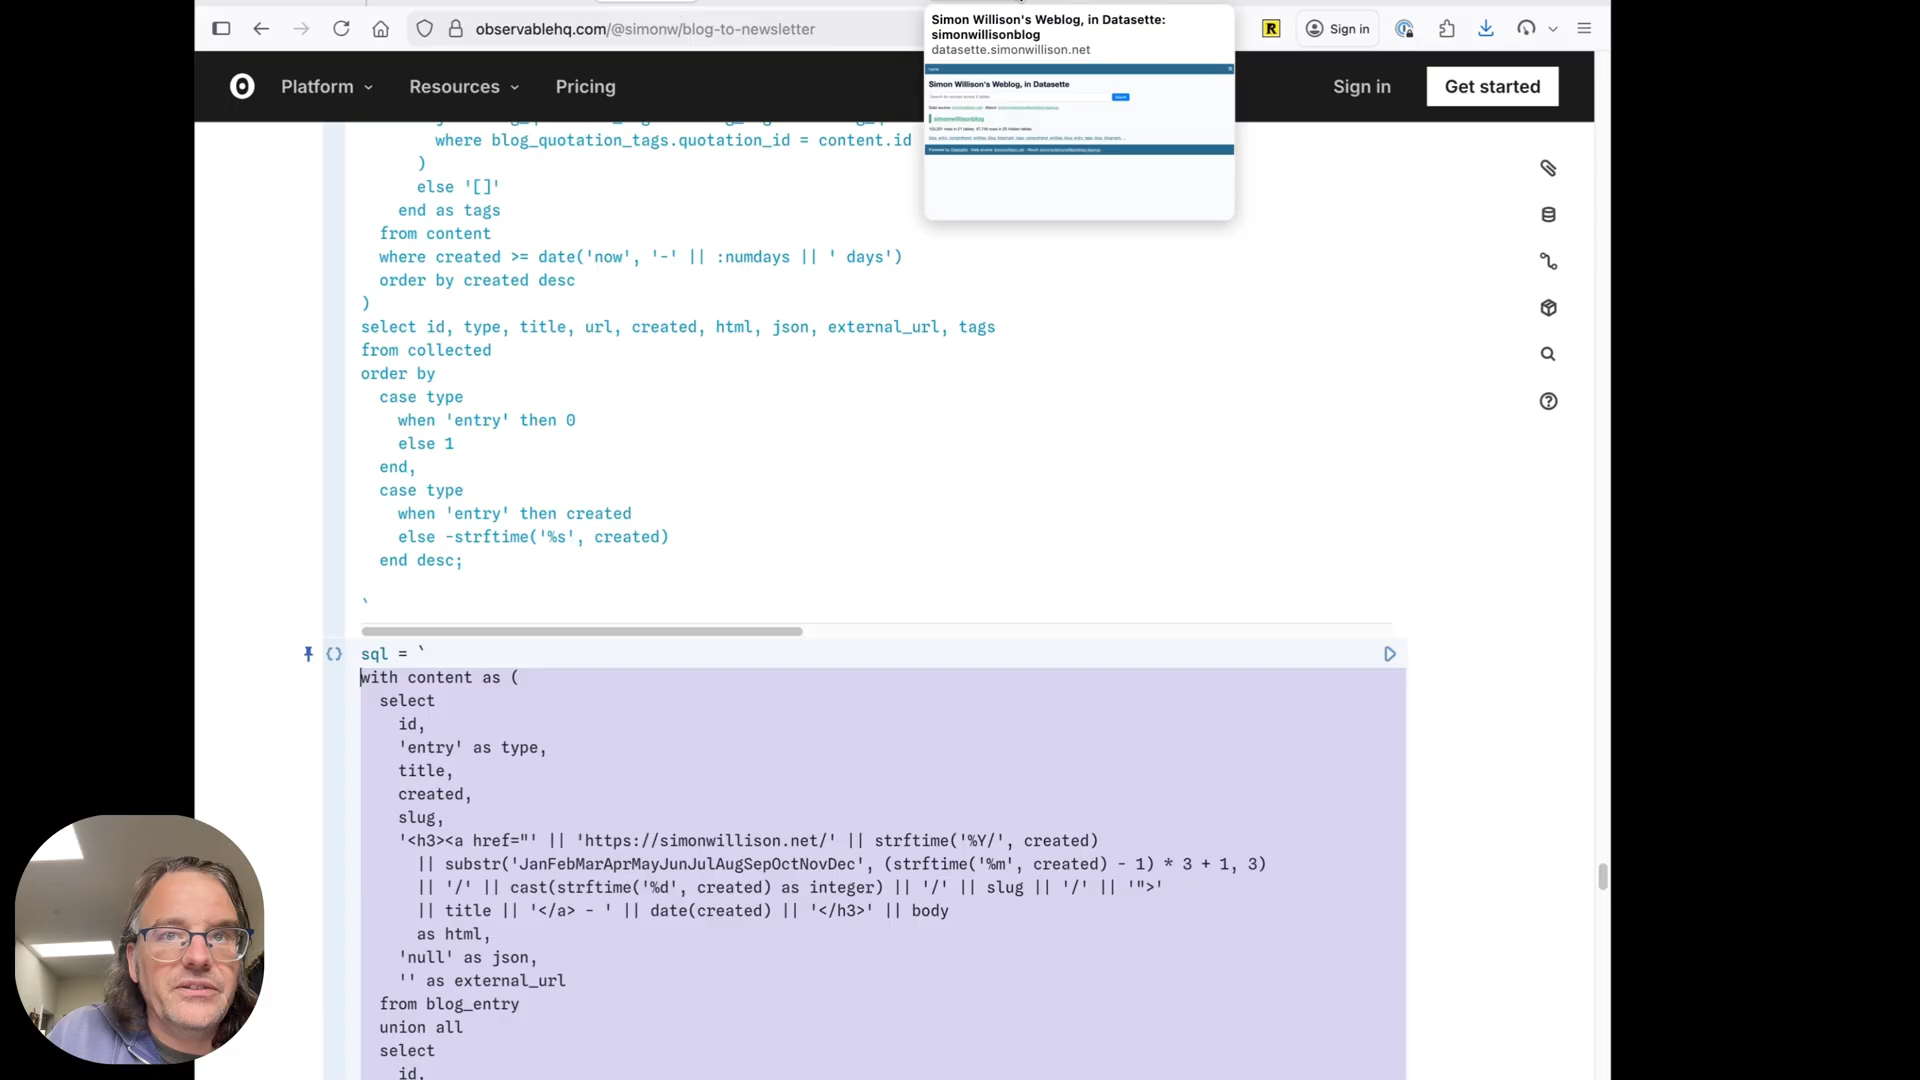 observablehq.com/@simonw/blog-to-newsletter
Simon Willison's Weblog, in Datasette:
simonwillisonblog
datasette.simonwillison.net
R
Sign in
Platform
Resources
Pricing
Sign in
Get started
Simon Willison's Weblog, in Datasette
simonwillisonblog
where blog_quotation_tags.quotation_id = content.id
)
else '[]'
end as tags
from content
where created >= date('now', '-' || :numdays || ' days')
order by created desc
)
select id, type, title, url, created, html, json, external_url, tags
from collected
order by
case type
when 'entry' then 0
else 1
end,
case type
when 'entry' then created
else -strftime('%s', created)
end desc;
`
sql = `
with content as (
select
id,
'entry' as type,
title,
created,
slug,
'<h3><a href="' || 'https://simonwillison.net/' || strftime('%Y/', created)
|| substr('JanFebMarAprMayJunJulAugSepOctNovDec', (strftime('%m', created) - 1) * 3 + 1, 3)
|| '/' || cast(strftime('%d', created) as integer) || '/' || slug || '/' || '">'
|| title || '</a> - ' || date(created) || '</h3>' || body
as html,
'null' as json,
'' as external_url
from blog_entry
union all
select
id,